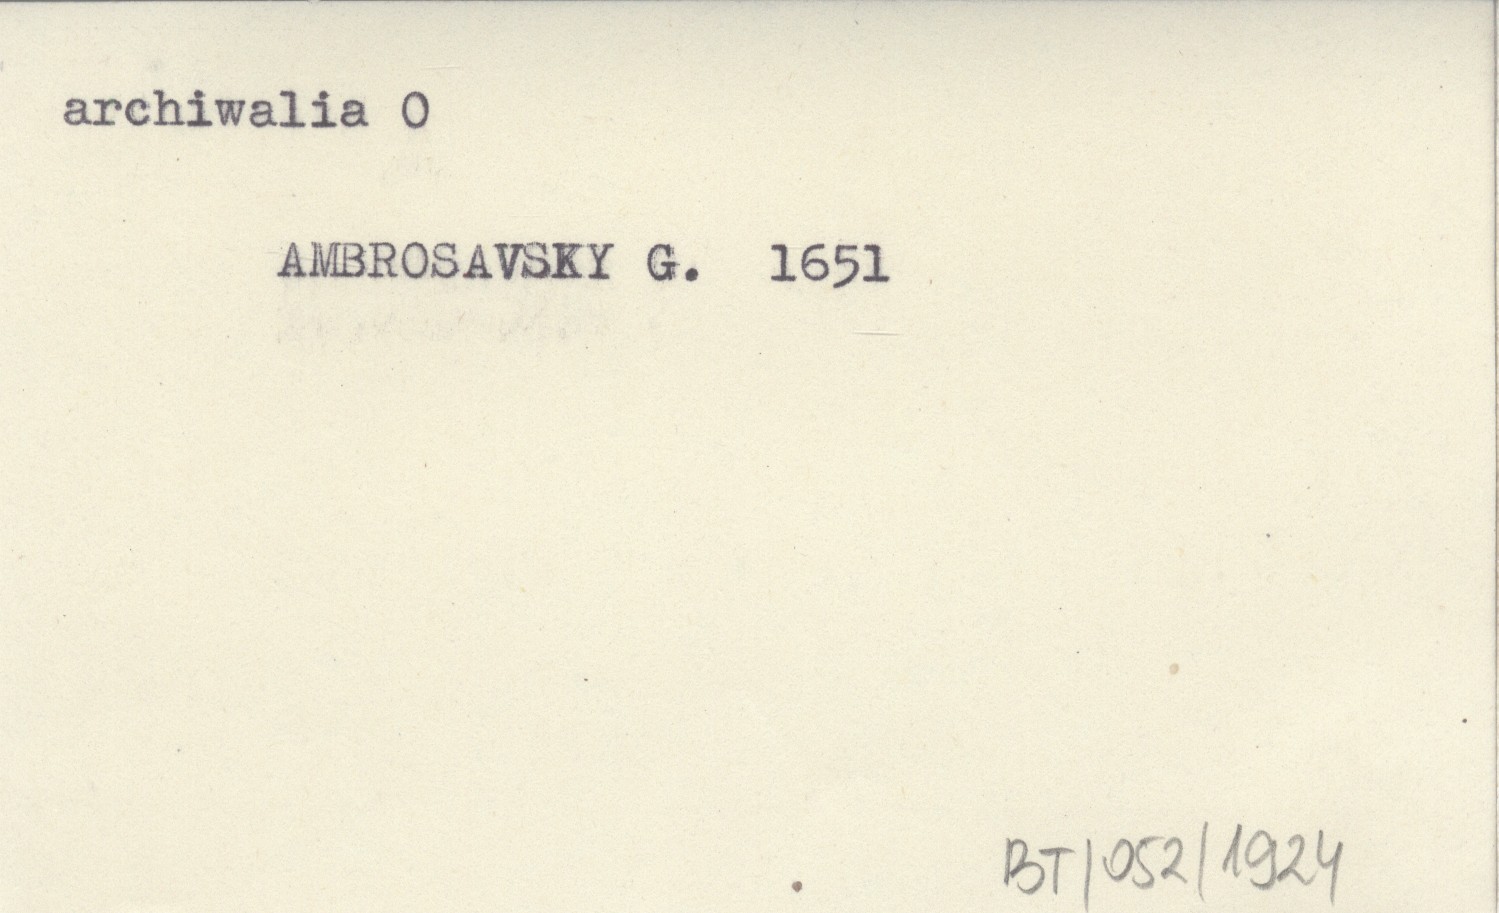 archiwalia O
AMBROSAVSKY G. 1651
BT/052/1924